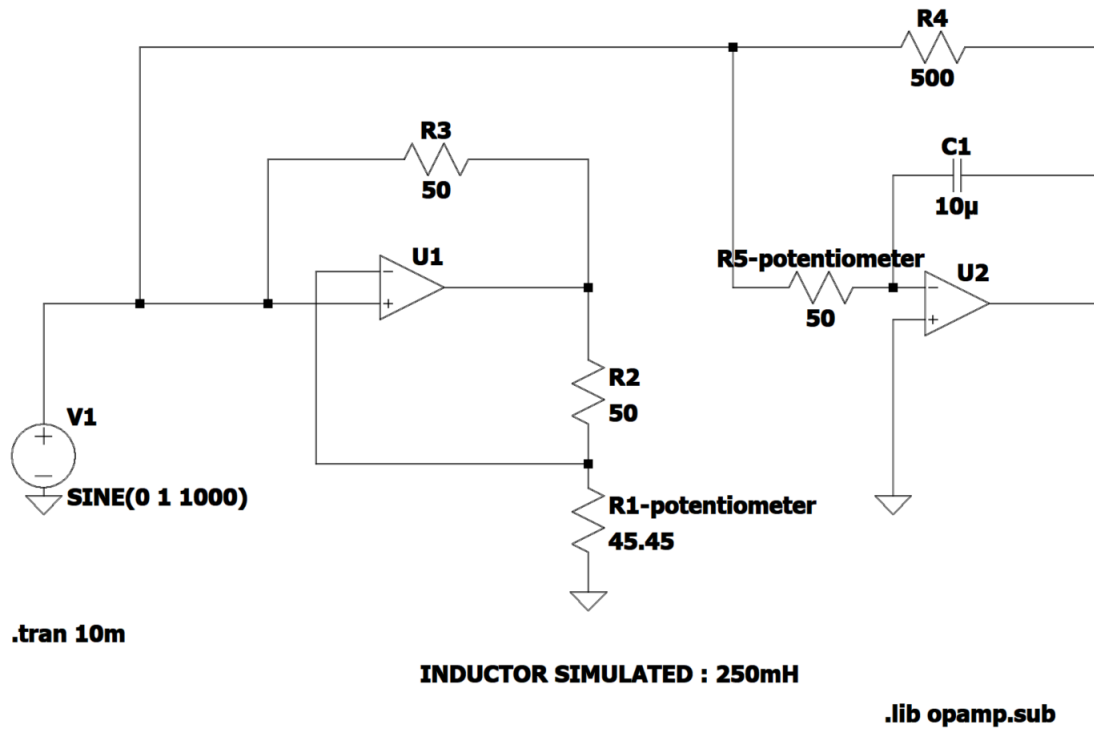 R4
500
R3
50
C1
10µ
U1
R5-potentiometer
U2
50
R2
50
V1
SINE(0 1 1000)
R1-potentiometer
45.45
.tran 10m
INDUCTOR SIMULATED : 250mH
.lib opamp.sub